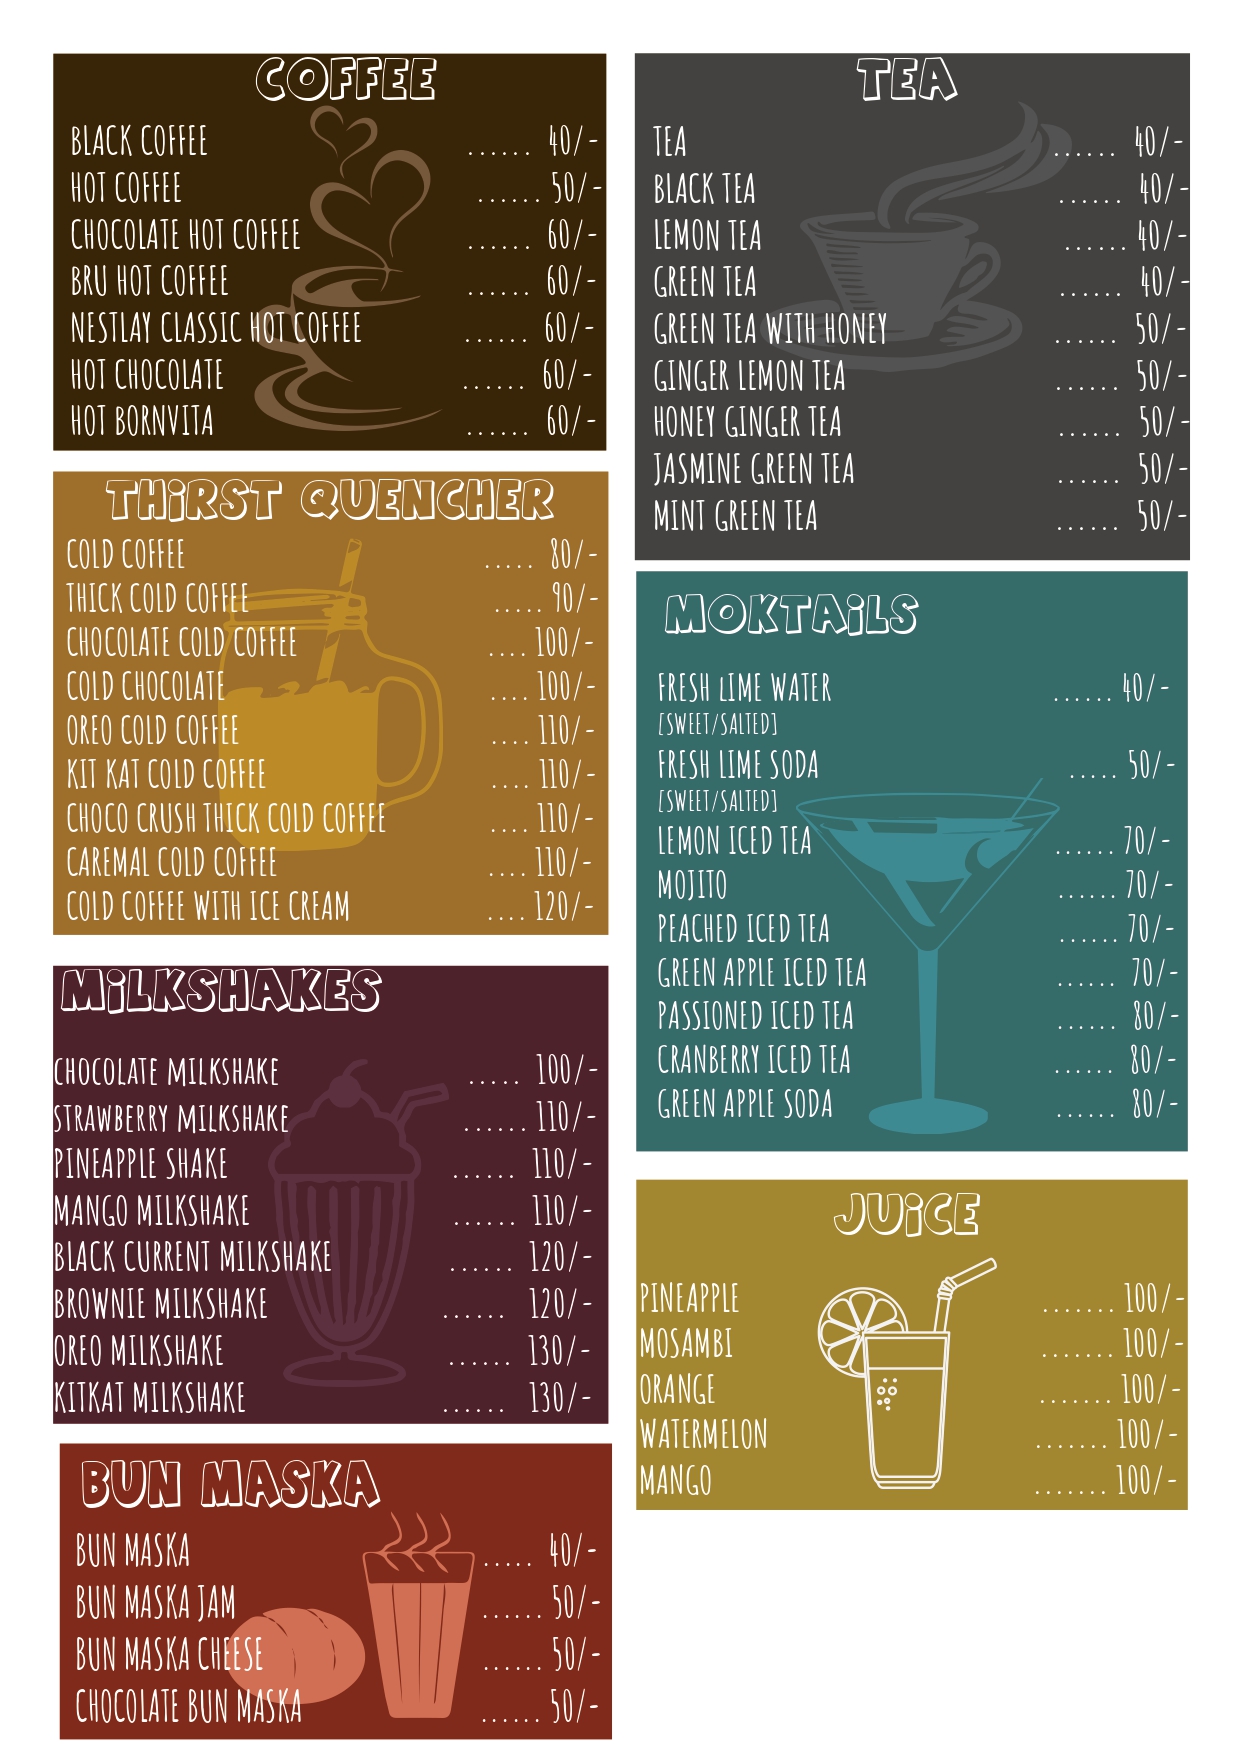 COFFEE
BLACK COFFEE ...... 40/-
HOT COFFEE ...... 50/-
CHOCOLATE HOT COFFEE ...... 60/-
BRU HOT COFFEE ...... 60/-
NESTLAY CLASSIC HOT COFFEE ...... 60/-
HOT CHOCOLATE ...... 60/-
HOT BORNVITA ...... 60/-
THIRST QUENCHER
COLD COFFEE ..... 80/-
THICK COLD COFFEE ..... 90/-
CHOCOLATE COLD COFFEE .... 100/-
COLD CHOCOLATE .... 100/-
OREO COLD COFFEE .... 110/-
KIT KAT COLD COFFEE .... 110/-
CHOCO CRUSH THICK COLD COFFEE .... 110/-
CAREMAL COLD COFFEE .... 110/-
COLD COFFEE WITH ICE CREAM .... 120/-
MILKSHAKES
CHOCOLATE MILKSHAKE ..... 100/-
STRAWBERRY MILKSHAKE ...... 110/-
PINEAPPLE SHAKE ...... 110/-
MANGO MILKSHAKE ...... 110/-
BLACK CURRENT MILKSHAKE ...... 120/-
BROWNIE MILKSHAKE ...... 120/-
OREO MILKSHAKE ...... 130/-
KITKAT MILKSHAKE ...... 130/-
BUN MASKA
BUN MASKA ..... 40/-
BUN MASKA JAM ...... 50/-
BUN MASKA CHEESE ...... 50/-
CHOCOLATE BUN MASKA ...... 50/-
TEA
TEA ...... 40/-
BLACK TEA ...... 40/-
LEMON TEA ...... 40/-
GREEN TEA ...... 40/-
GREEN TEA WITH HONEY ...... 50/-
GINGER LEMON TEA ...... 50/-
HONEY GINGER TEA ...... 50/-
JASMINE GREEN TEA ...... 50/-
MINT GREEN TEA ...... 50/-
MOKTAILS
FRESH LIME WATER ...... 40/-
[SWEET/SALTED]
FRESH LIME SODA ..... 50/-
[SWEET/SALTED]
LEMON ICED TEA ...... 70/-
MOJITO ...... 70/-
PEACHED ICED TEA ...... 70/-
GREEN APPLE ICED TEA ...... 70/-
PASSIONED ICED TEA ...... 80/-
CRANBERRY ICED TEA ...... 80/-
GREEN APPLE SODA ...... 80/-
JUICE
PINEAPPLE ....... 100/-
MOSAMBI ....... 100/-
ORANGE ....... 100/-
WATERMELON ....... 100/-
MANGO ....... 100/-